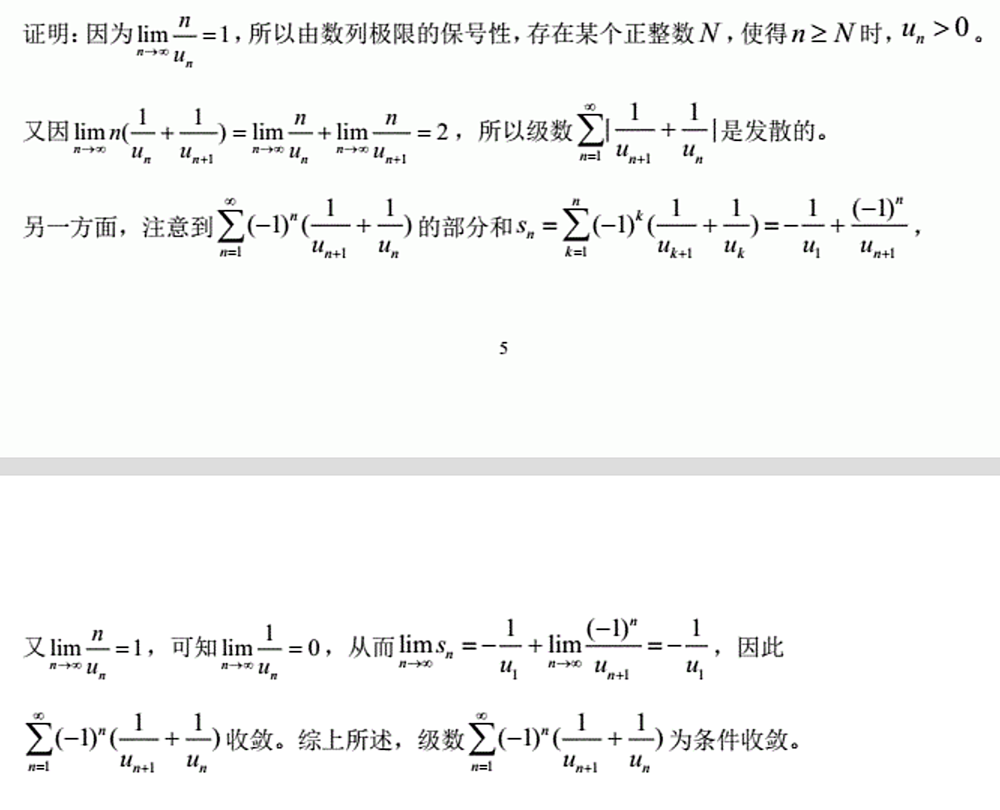 证明：因为 $\lim_{n\to\infty}\frac{n}{u_n}=1$，所以由数列极限的保号性，存在某个正整数 $N$，使得 $n\geq N$ 时，$u_n>0$。
又因 $\lim_{n\to\infty}n(\frac{1}{u_n}+\frac{1}{u_{n+1}})=\lim_{n\to\infty}\frac{n}{u_n}+\lim_{n\to\infty}\frac{n}{u_{n+1}}=2$，所以级数 $\sum_{n=1}^{\infty}|\frac{1}{u_{n+1}}+\frac{1}{u_n}|$ 是发散的。
另一方面，注意到 $\sum_{n=1}^{\infty}(-1)^n(\frac{1}{u_{n+1}}+\frac{1}{u_n})$ 的部分和 $s_n=\sum_{k=1}^{n}(-1)^k(\frac{1}{u_{k+1}}+\frac{1}{u_k})=-\frac{1}{u_1}+\frac{(-1)^n}{u_{n+1}}$，
5
又 $\lim_{n\to\infty}\frac{n}{u_n}=1$，可知 $\lim_{n\to\infty}\frac{1}{u_n}=0$，从而 $\lim_{n\to\infty}s_n=-\frac{1}{u_1}+\lim_{n\to\infty}\frac{(-1)^n}{u_{n+1}}=-\frac{1}{u_1}$，因此
$\sum_{n=1}^{\infty}(-1)^n(\frac{1}{u_{n+1}}+\frac{1}{u_n})$ 收敛。综上所述，级数 $\sum_{n=1}^{\infty}(-1)^n(\frac{1}{u_{n+1}}+\frac{1}{u_n})$ 为条件收敛。